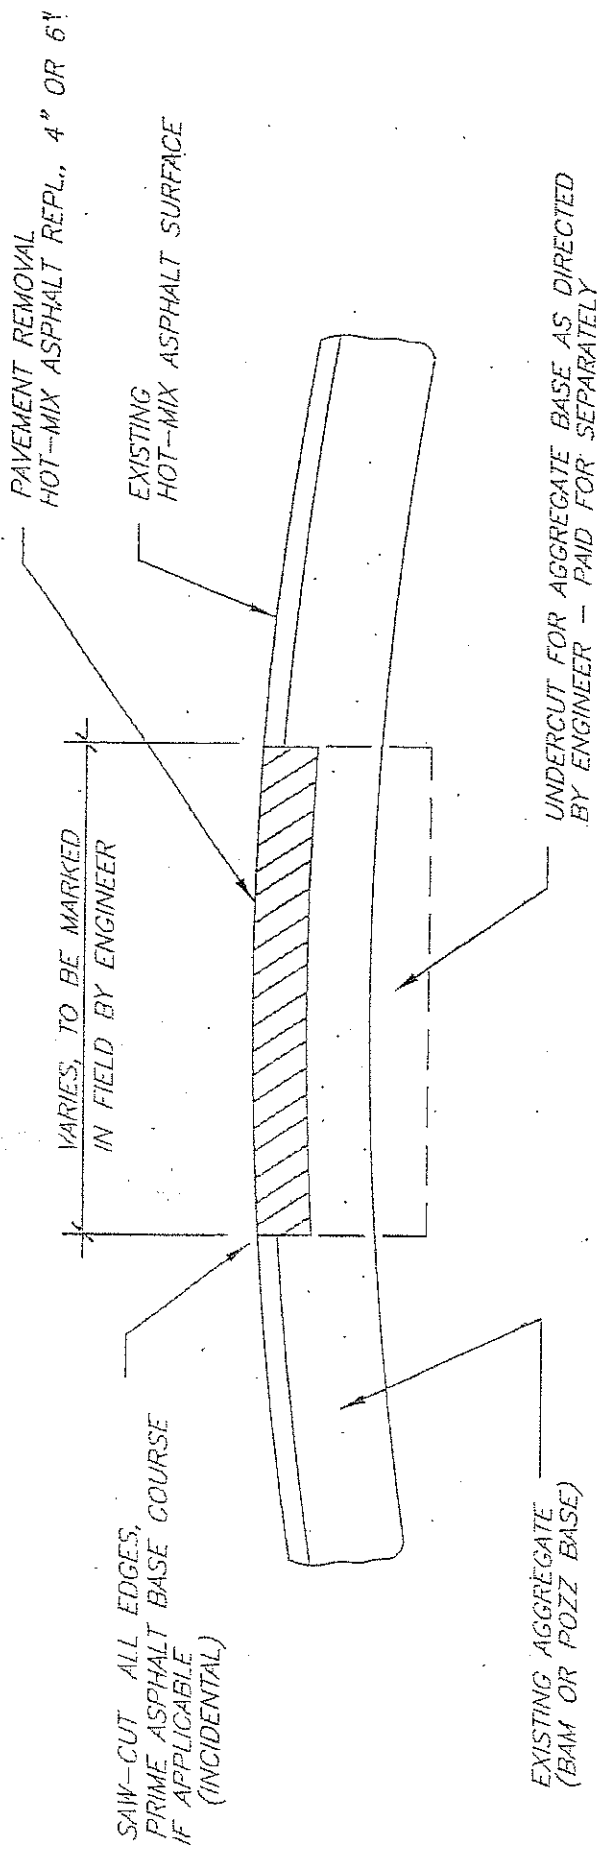 SAW-CUT ALL EDGES,
PRIME ASPHALT BASE COURSE
IF APPLICABLE
(INCIDENTAL)
VARIES, TO BE MARKED
IN FIELD BY ENGINEER
PAVEMENT REMOVAL
HOT-MIX ASPHALT REPL., 4" OR 6"
EXISTING
HOT-MIX ASPHALT SURFACE
EXISTING AGGREGATE
(BAM OR POZZ BASE)
UNDERCUT FOR AGGREGATE BASE AS DIRECTED
BY ENGINEER - PAID FOR SEPARATELY